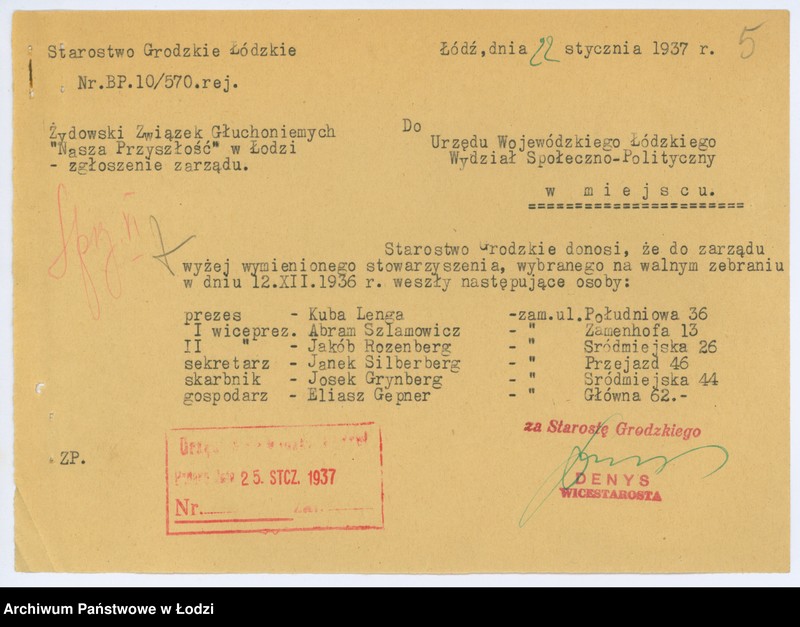 Starostwo Grodzkie Łódzkie
Łódź, dnia 22 stycznia 1937 r.
5
Nr.BP.10/570.rej.
Żydowski Związek Głuchoniemych
"Nasza Przyszłość" w Łodzi
- zgłoszenie zarządu.
Do
Urzędu Wojewódzkiego Łódzkiego
Wydział Społeczno-Polityczny
w miejscu.
=======================
Starostwo Grodzkie donosi, że do zarządu
wyżej wymienionego stowarzyszenia, wybranego na walnym zebraniu
w dniu 12.XII.1936 r. weszły następujące osoby:
prezes - Kuba Lenga -zam.ul.Południowa 36
I wiceprez. Abram Szlamowicz - " Zamenhofa 13
II " - Jakób Rozenberg - " Sródmiejska 26
sekretarz - Janek Silberberg - " Przejazd 46
skarbnik - Josek Grynberg - " Sródmiejska 44
gospodarz - Eliasz Gepner - " Główna 62.-
za Starostę Grodzkiego
DENYS
WICESTAROSTA
ZP.
25. STCZ. 1937
Nr.
Archiwum Państwowe w Łodzi